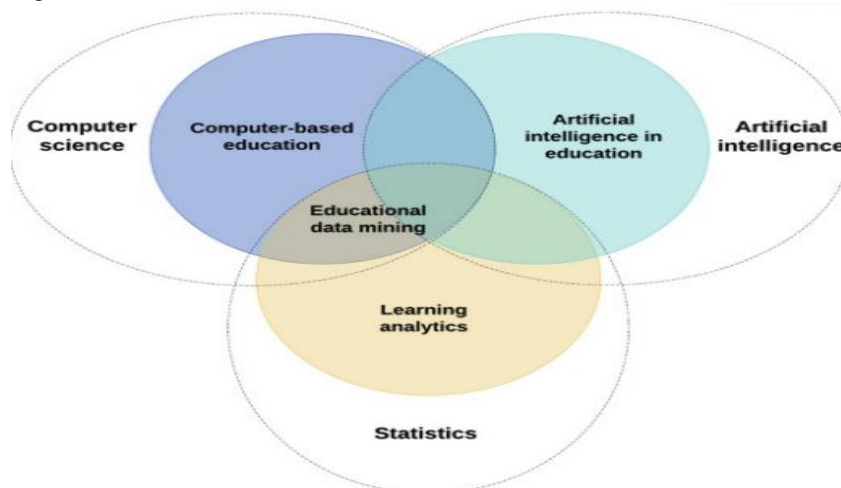 Computer
science
Computer-based
education
Artificial
intelligence in
education
Artificial
intelligence
Educational
data mining
Learning
analytics
Statistics